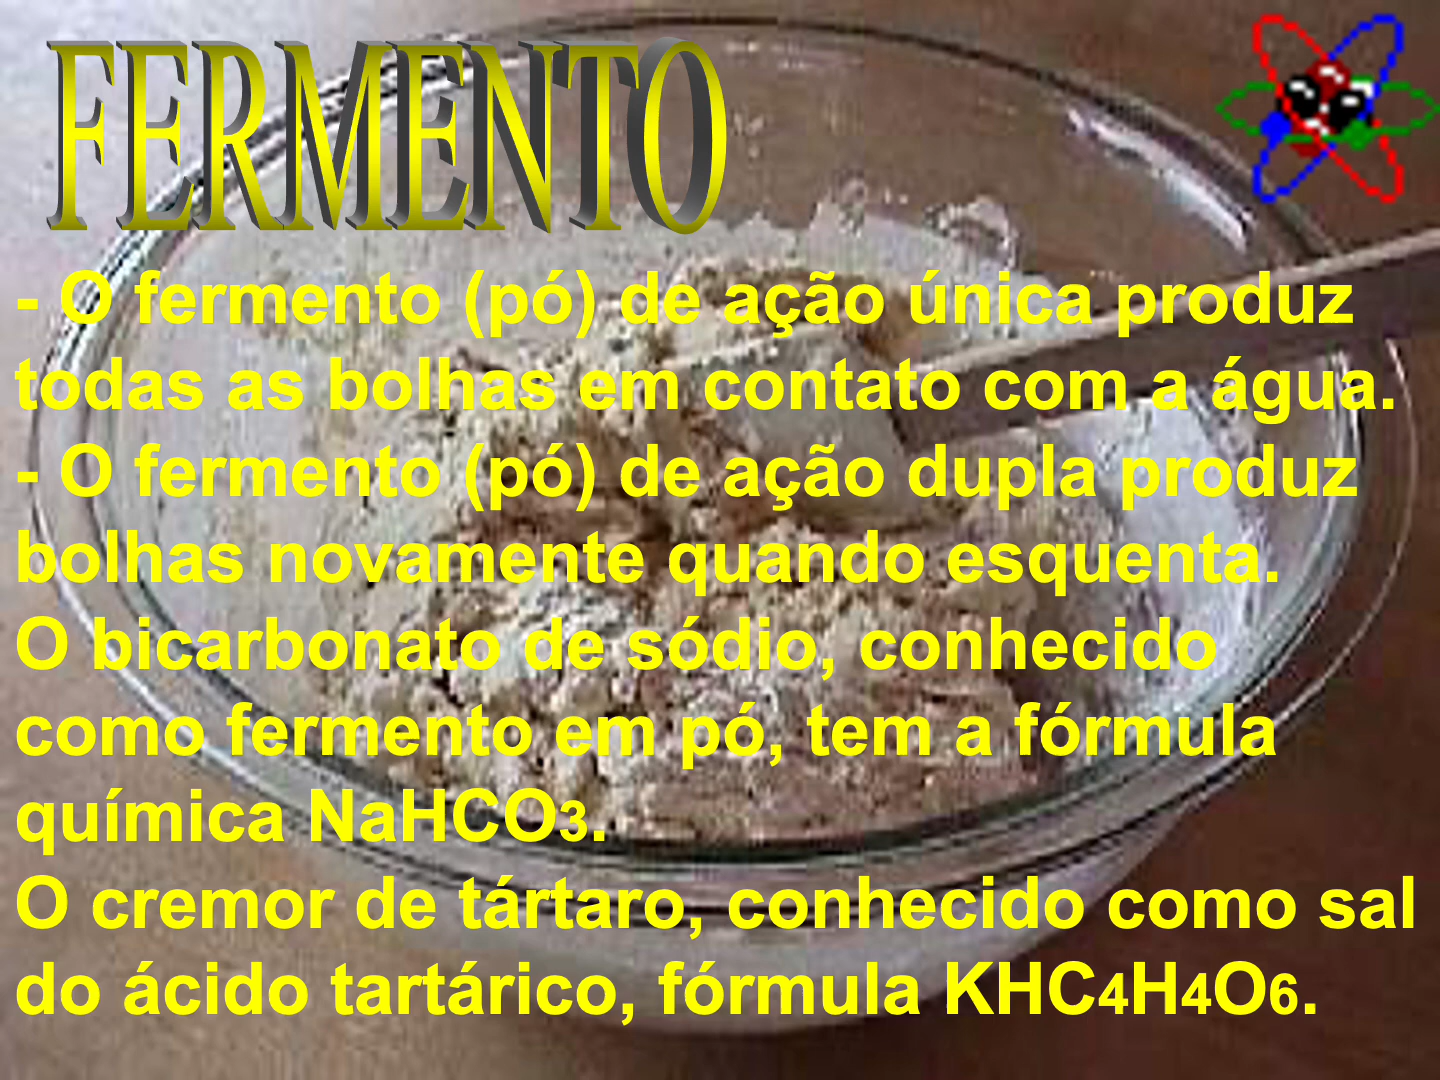 FERMENTO
- O fermento (pó) de ação única produz
todas as bolhas em contato com a água.
- O fermento (pó) de ação dupla produz
bolhas novamente quando esquenta.
O bicarbonato de sódio, conhecido
como fermento em pó, tem a fórmula
química NaHCO3.
O cremor de tártaro, conhecido como sal
do ácido tartárico, fórmula KHC4H4O6.